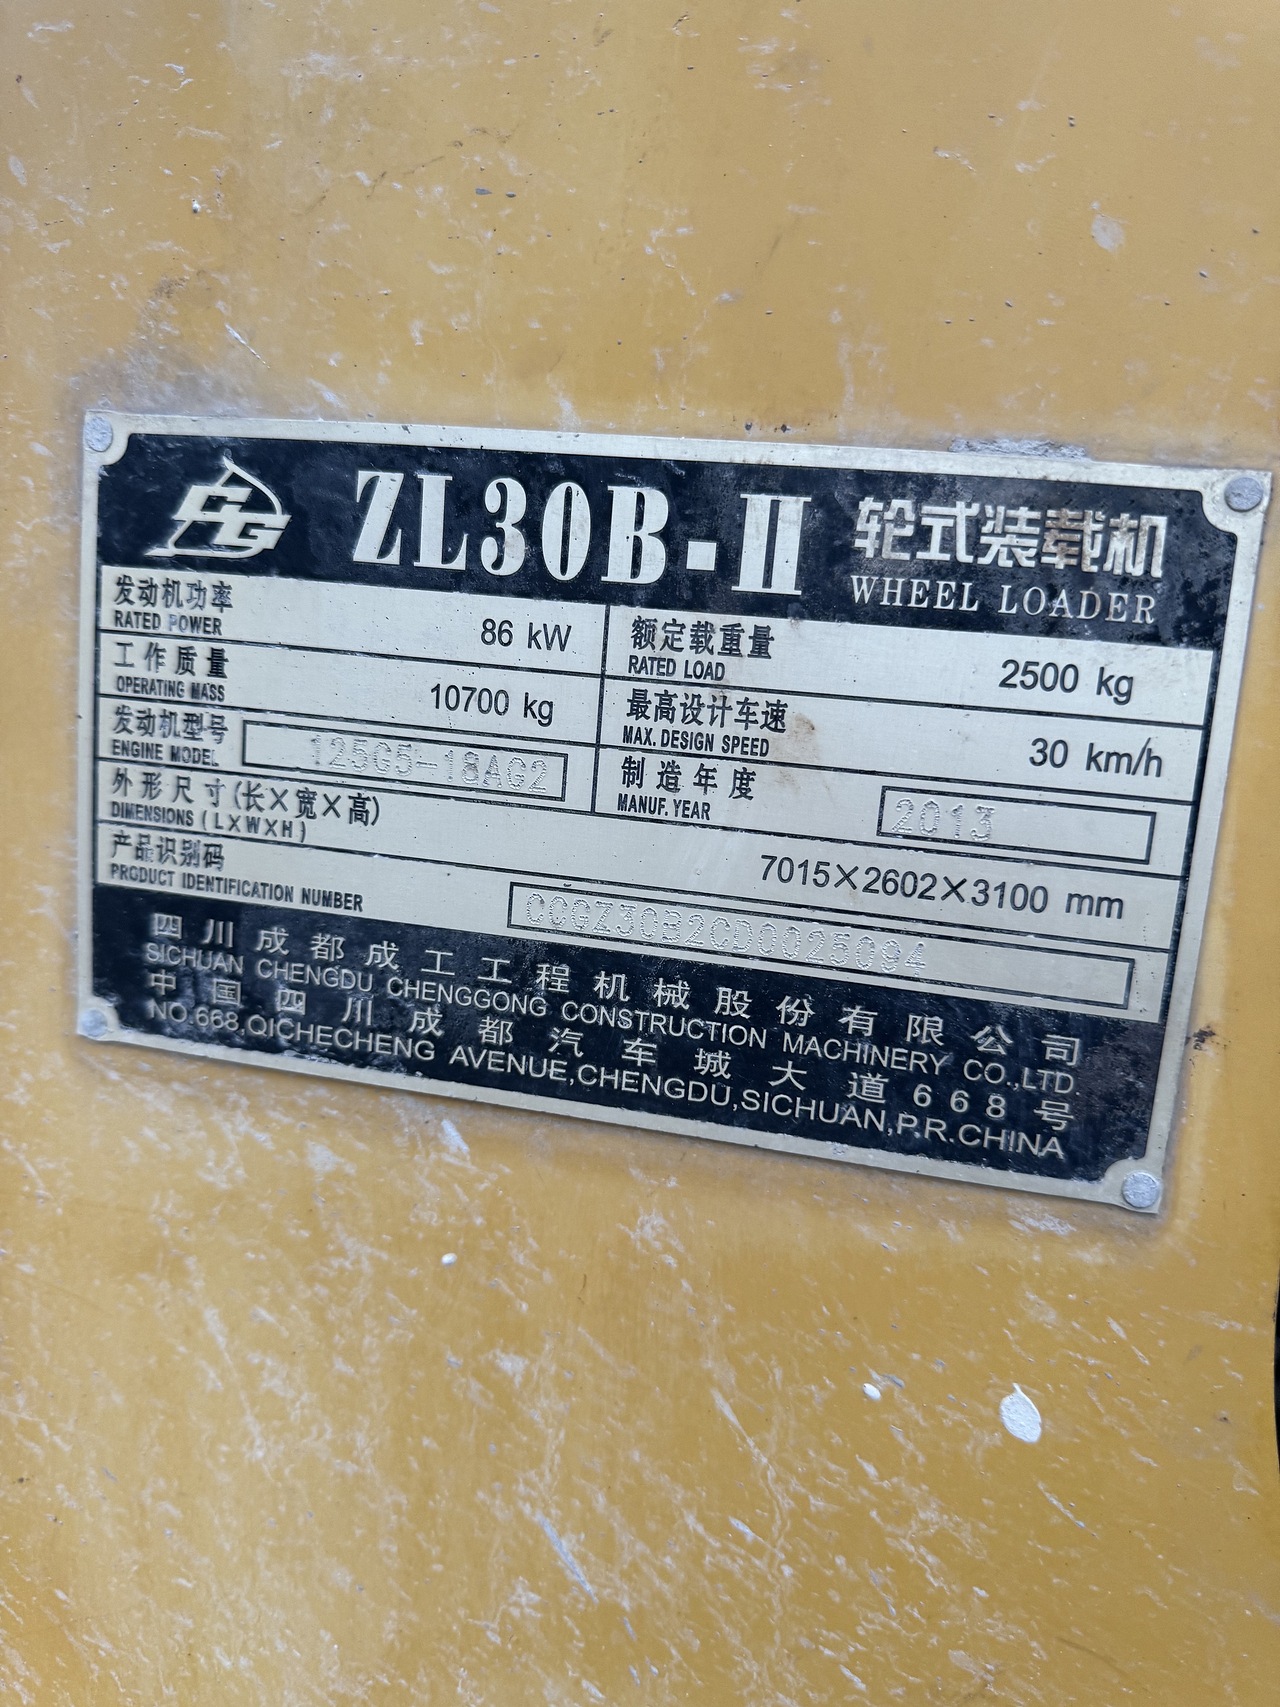 CG
ZL30B-II 轮式装载机
WHEEL LOADER
发动机功率 86 kW
RATED POWER
额定载重量 2500 kg
RATED LOAD
工作质量 10700 kg
OPERATING MASS
最高设计车速 30 km/h
MAX. DESIGN SPEED
发动机型号 125G5-18AG2
ENGINE MODEL
制造年度 2013
MANUF. YEAR
外形尺寸(长×宽×高)
DIMENSIONS (L×W×H) 7015×2602×3100 mm
产品识别码
PRODUCT IDENTIFICATION NUMBER CCGZ30B2CD0025094
四川成都成工工程机械股份有限公司
SICHUAN CHENGDU CHENGGONG CONSTRUCTION MACHINERY CO.,LTD.
中国四川成都汽车城大道668号
NO.668,QICHECHENG AVENUE,CHENGDU,SICHUAN,P.R.CHINA